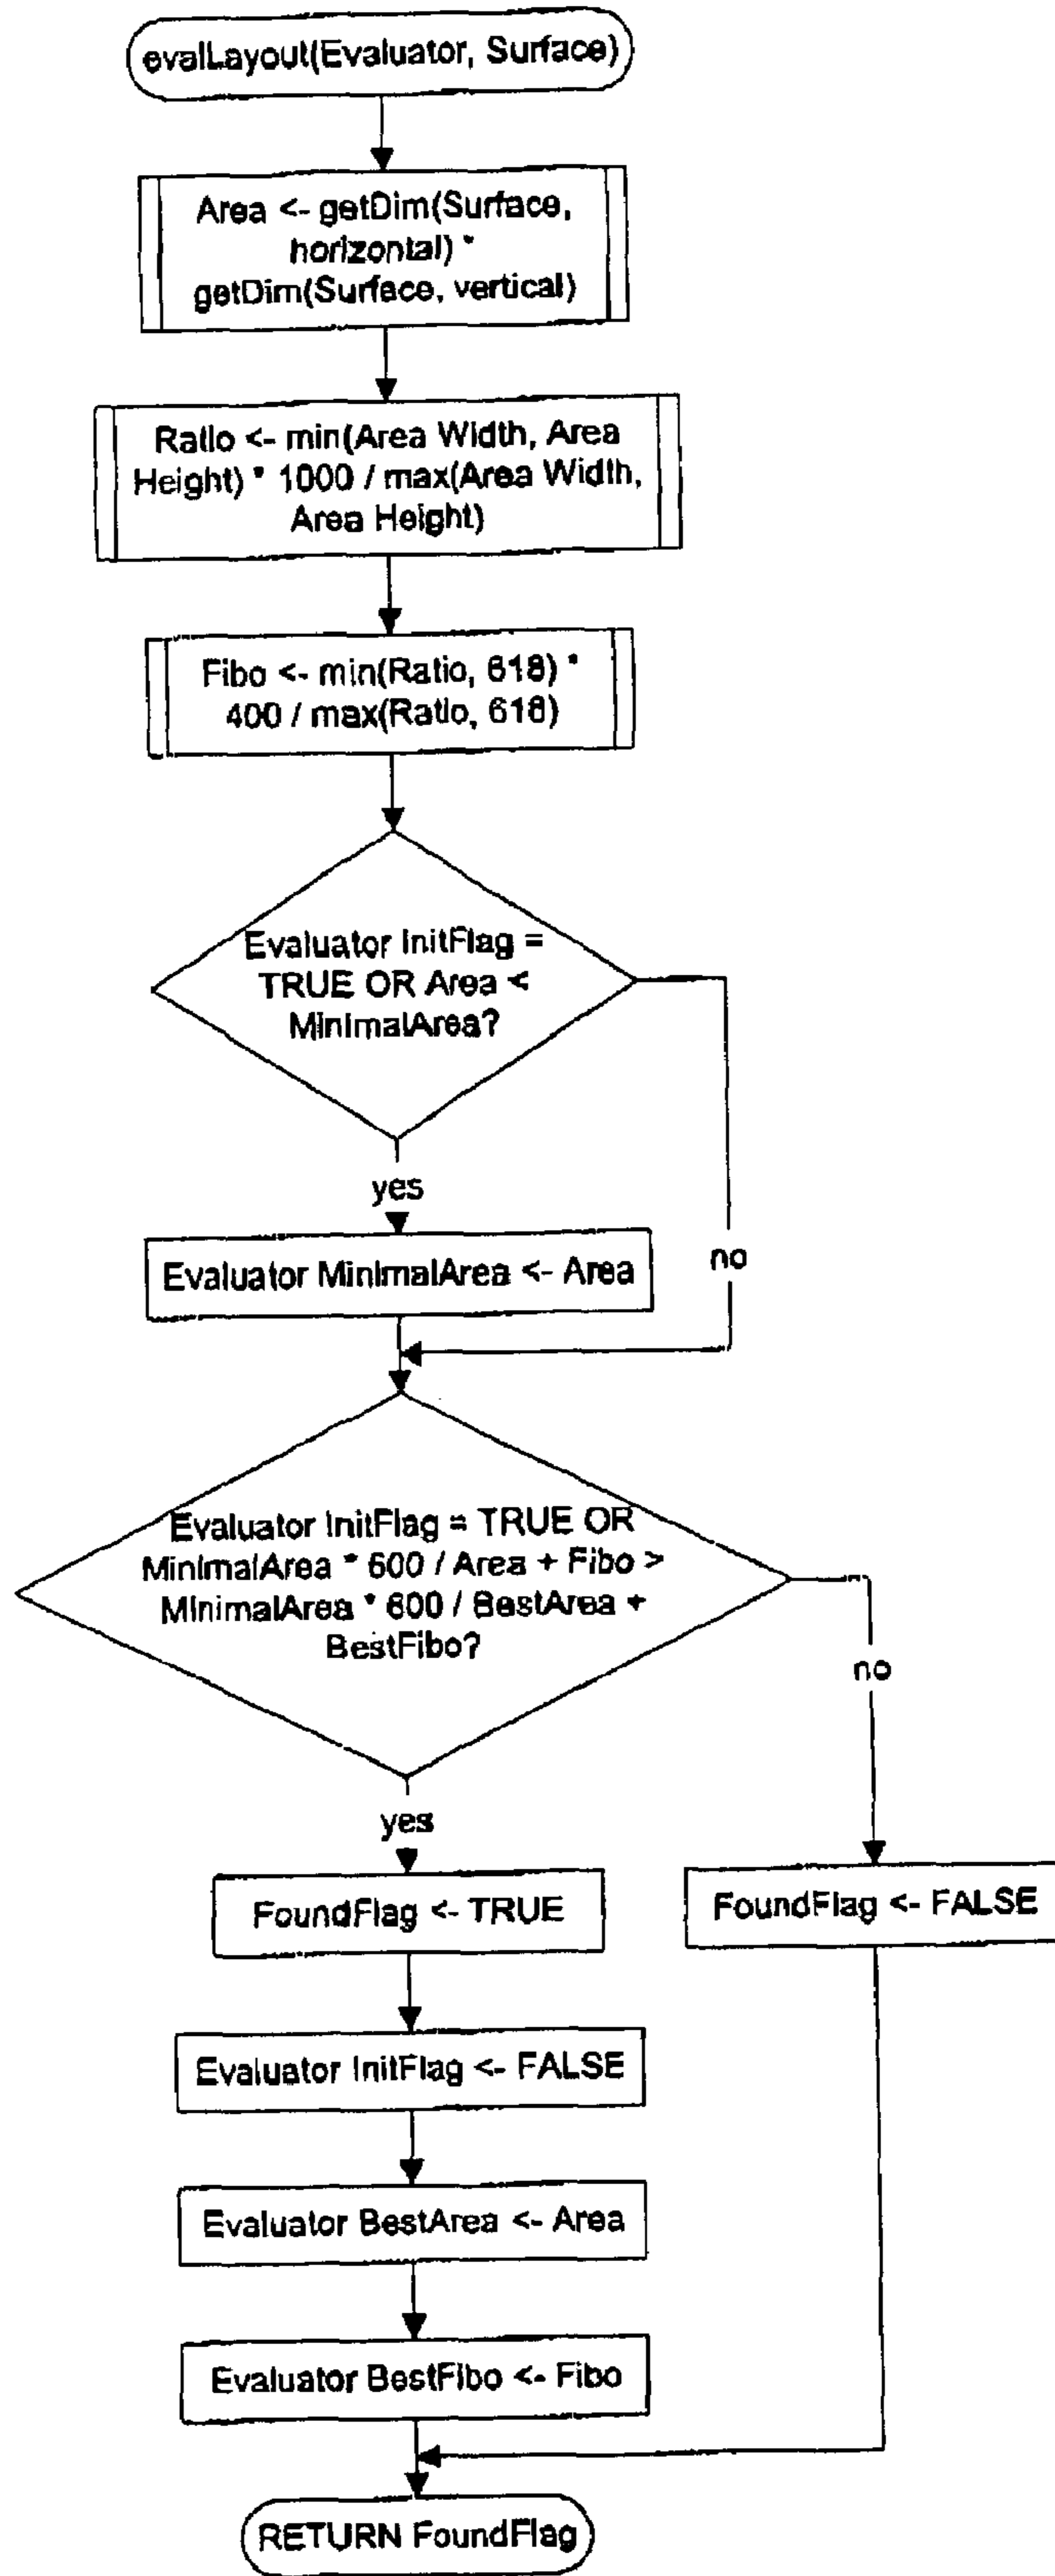 evalLayout(Evaluator, Surface)
Area <- getDim(Surface,
horizontal) *
getDim(Surface, vertical)
Ratio <- min(Area Width, Area
Height) * 1000 / max(Area Width,
Area Height)
Fibo <- min(Ratio, 618) *
400 / max(Ratio, 618)
Evaluator InitFlag =
TRUE OR Area <
MinimalArea?
yes
no
Evaluator MinimalArea <- Area
Evaluator InitFlag = TRUE OR
MinimalArea * 600 / Area + Fibo >
MinimalArea * 600 / BestArea +
BestFibo?
no
yes
FoundFlag <- TRUE
FoundFlag <- FALSE
Evaluator InitFlag <- FALSE
Evaluator BestArea <- Area
Evaluator BestFibo <- Fibo
RETURN FoundFlag